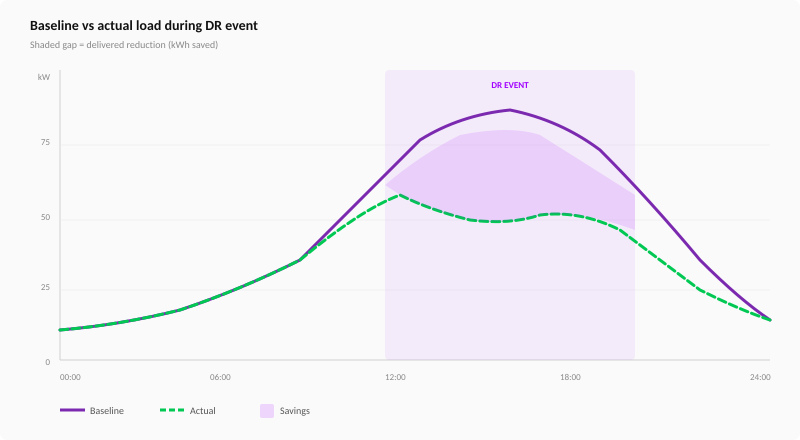 Baseline vs actual load during DR event
Shaded gap = delivered reduction (kWh saved)
kW
DR EVENT
75
50
25
0
00:00
06:00
12:00
18:00
24:00
Baseline
Actual
Savings